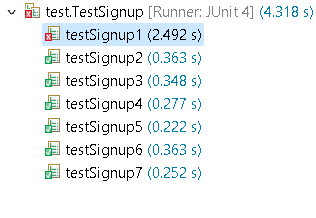 test.TestSignup [Runner: JUnit 4] (4.318 s)
testSignup1 (2.492 s)
testSignup2 (0.363 s)
testSignup3 (0.348 s)
testSignup4 (0.277 s)
testSignup5 (0.222 s)
testSignup6 (0.363 s)
testSignup7 (0.252 s)